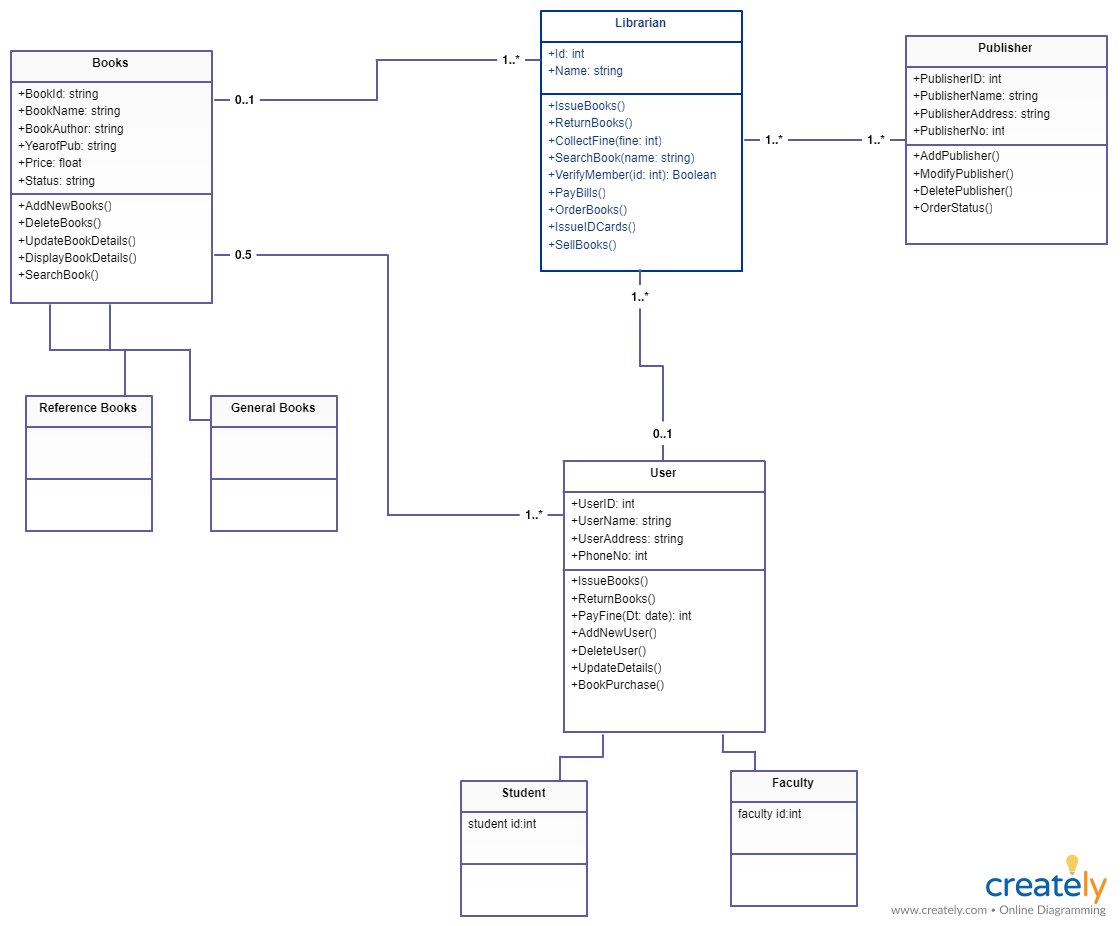 Books
+BookId: string
+BookName: string
+BookAuthor: string
+YearofPub: string
+Price: float
+Status: string
+AddNewBooks()
+DeleteBooks()
+UpdateBookDetails()
+DisplayBookDetails()
+SearchBook()
0..1
1..*
Librarian
+Id: int
+Name: string
+IssueBooks()
+ReturnBooks()
+CollectFine(fine: int)
+SearchBook(name: string)
+VerifyMember(id: int): Boolean
+PayBills()
+OrderBooks()
+IssueIDCards()
+SellBooks()
1..*
1..*
Publisher
+PublisherID: int
+PublisherName: string
+PublisherAddress: string
+PublisherNo: int
+AddPublisher()
+ModifyPublisher()
+DeletePublisher()
+OrderStatus()
0.5
1..*
1..*
0..1
Reference Books
General Books
User
+UserID: int
+UserName: string
+UserAddress: string
+PhoneNo: int
+IssueBooks()
+ReturnBooks()
+PayFine(Dt: date): int
+AddNewUser()
+DeleteUser()
+UpdateDetails()
+BookPurchase()
Student
student id:int
Faculty
faculty id:int
creately
www.creately.com • Online Diagramming